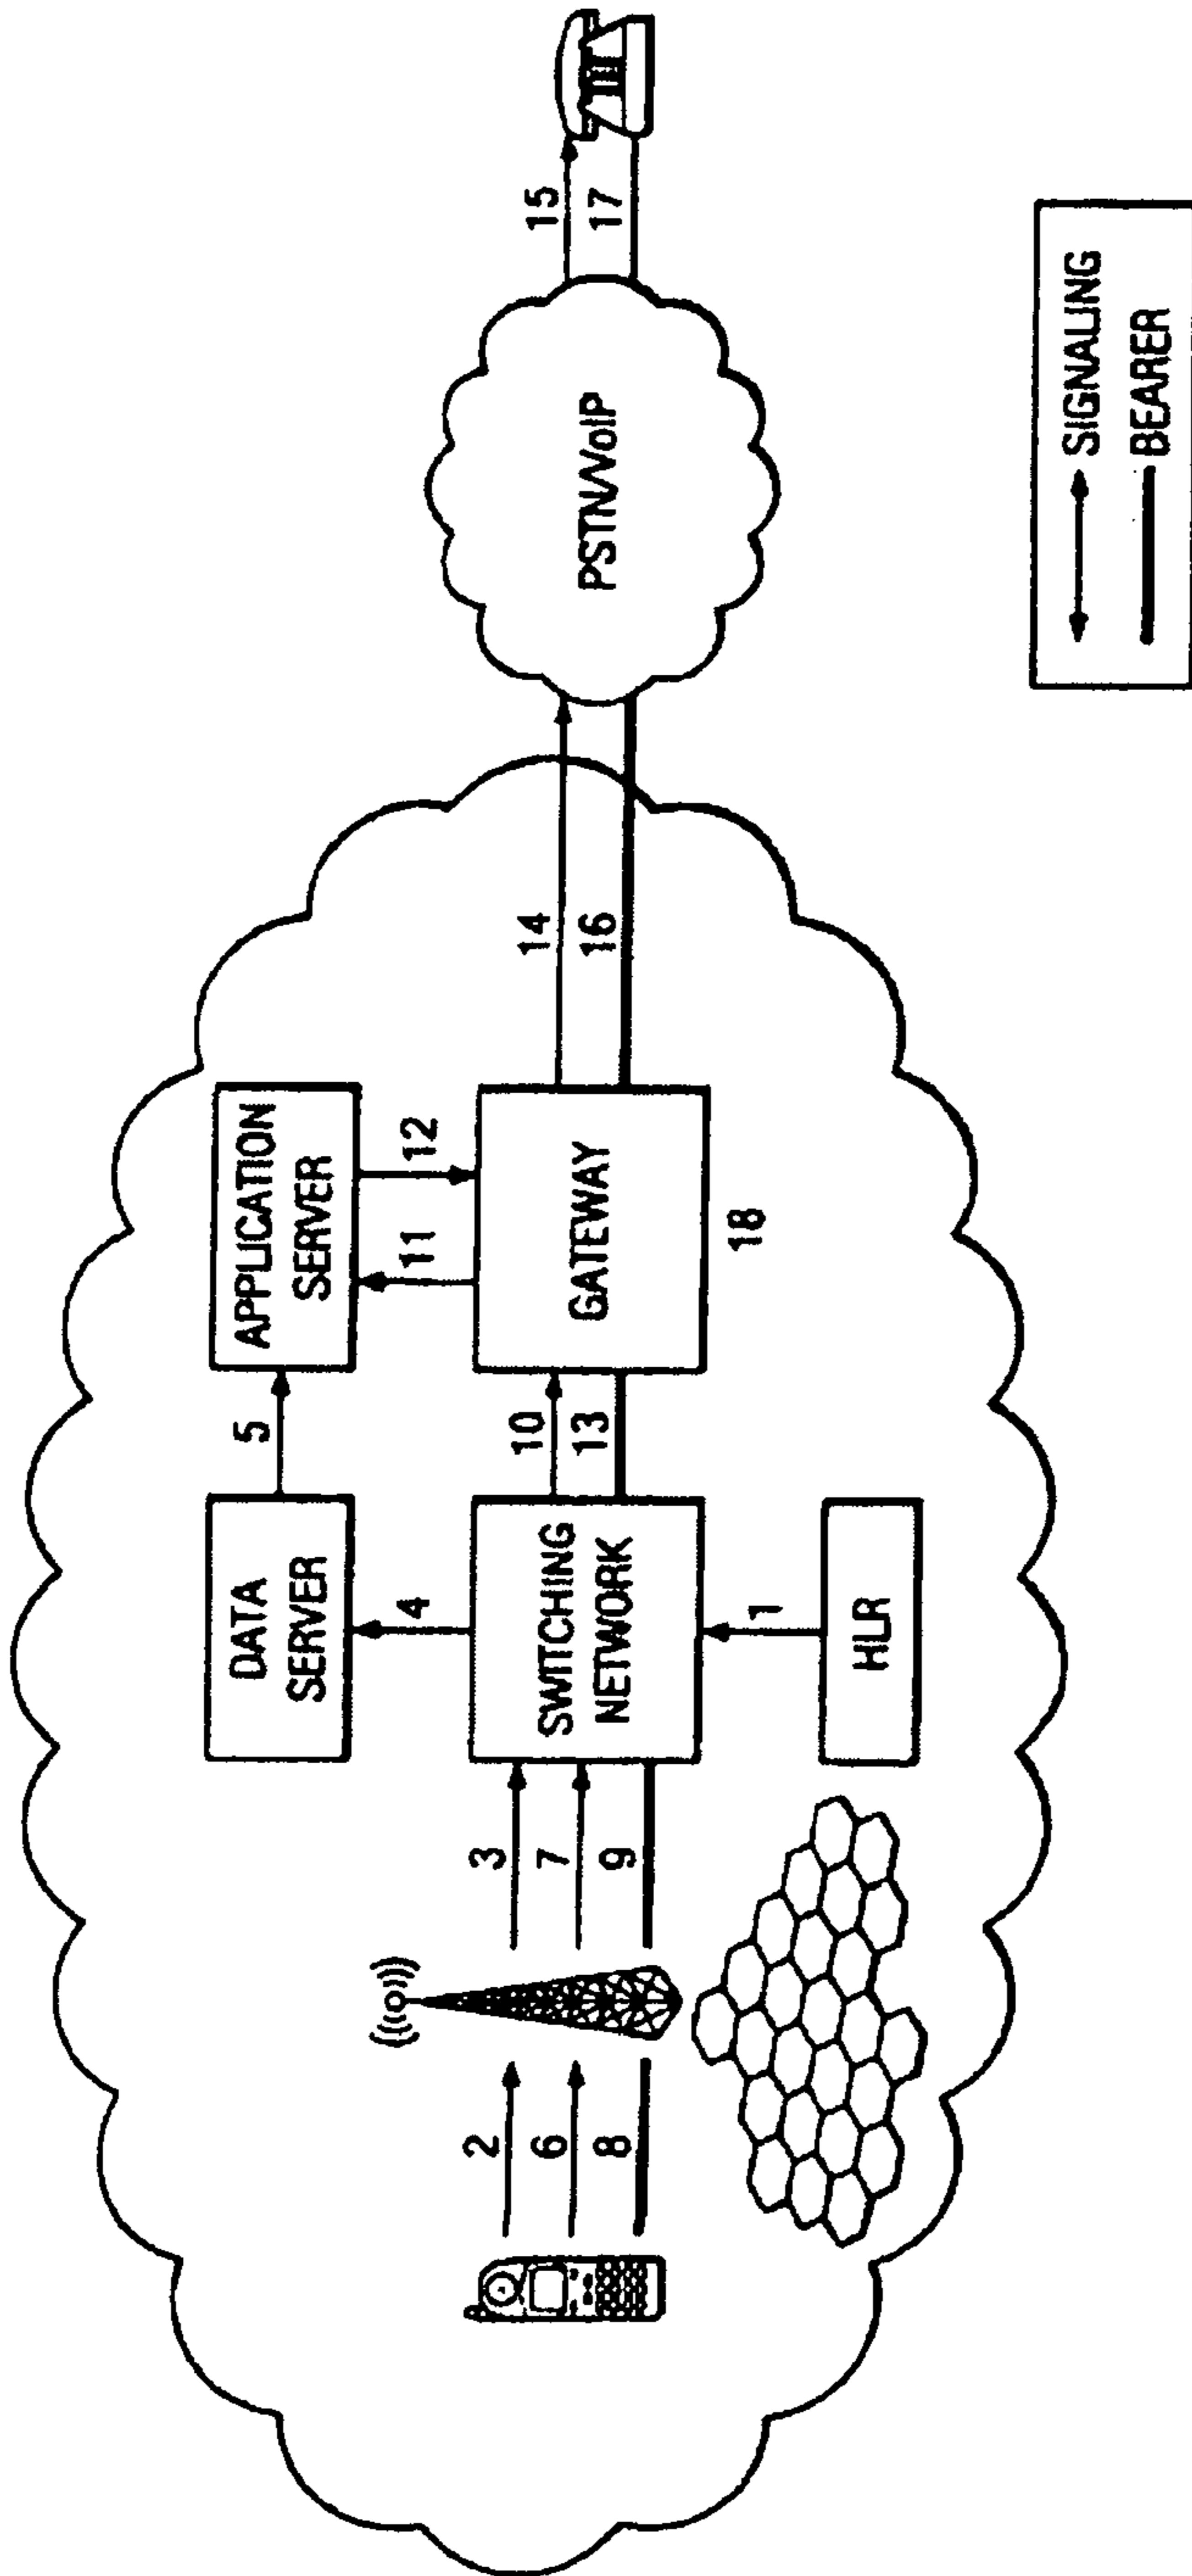 DATA
SERVER
5
APPLICATION
SERVER
4
11
12
2
6
8
3
7
9
SWITCHING
NETWORK
10
13
GATEWAY
18
14
16
PSTN/VoIP
15
17
1
HLR
SIGNALING
BEARER